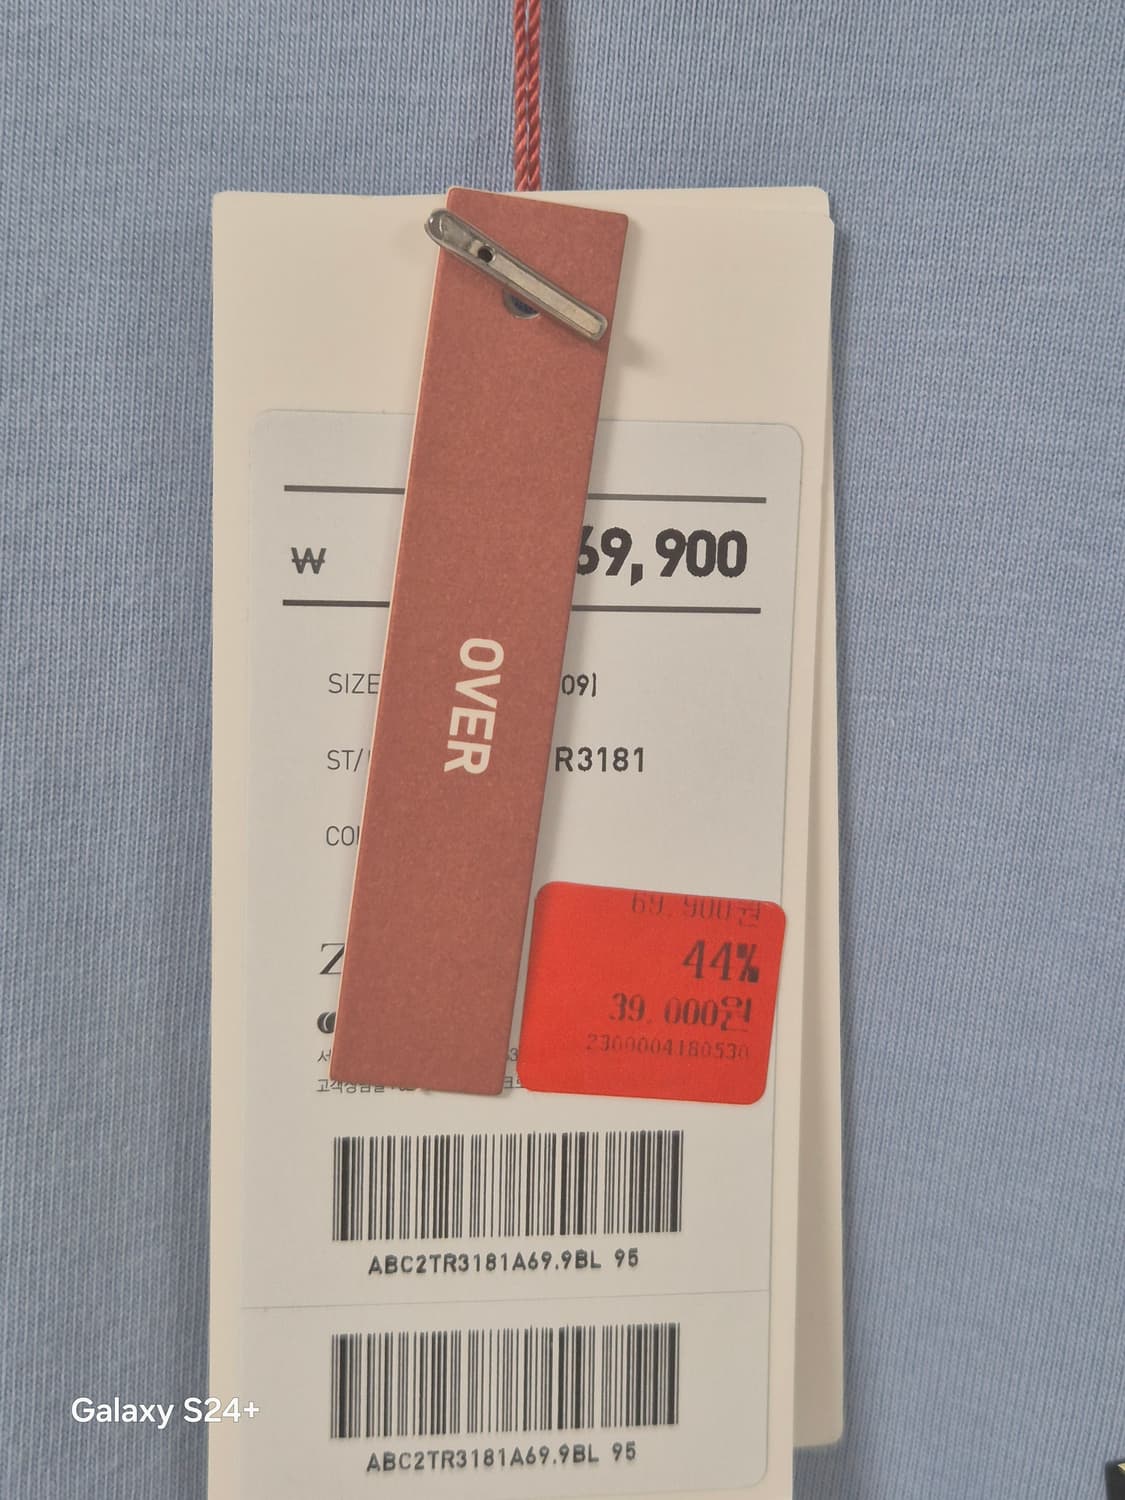 ₩ 69,900
SIZE 09)
ST/ R3181
OVER
69,900원
44%
39,000원
2300004180530
ABC2TR3181A69.9BL 95
ABC2TR3181A69.9BL 95
Galaxy S24+